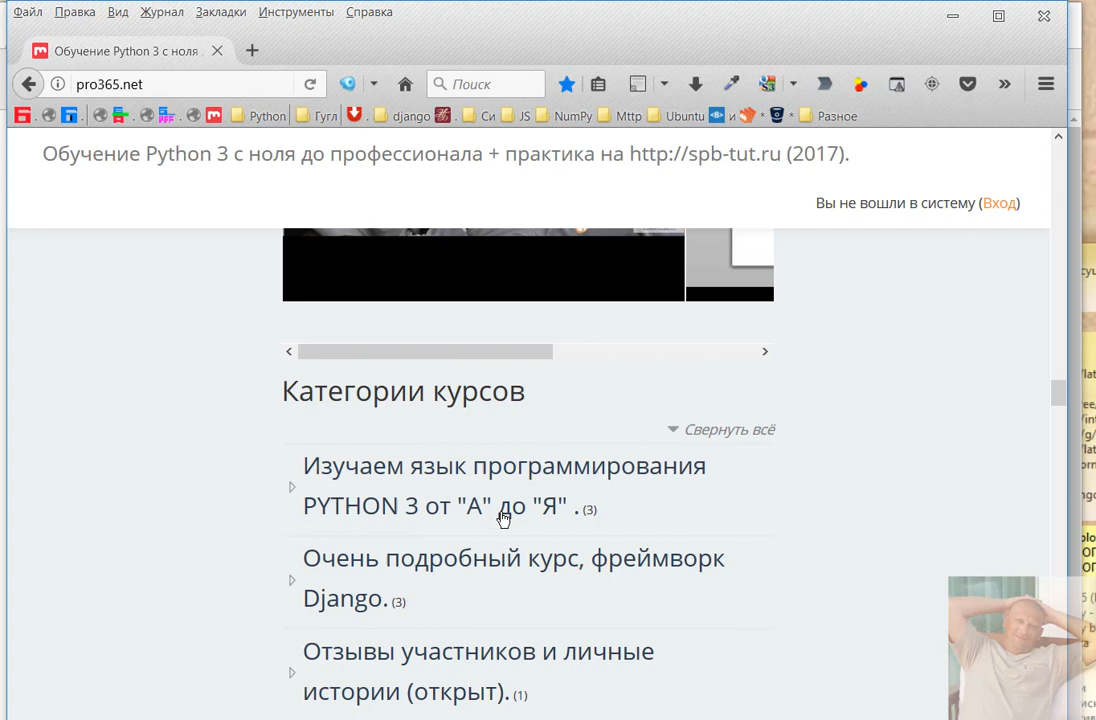 Файл Правка Вид Журнал Закладки Инструменты Справка
Обучение Python 3 с ноля
pro365.net Поиск
Python Гугл django Си JS NumPy Mttp Ubuntu и Разное
Обучение Python 3 с ноля до профессионала + практика на http://spb-tut.ru (2017).
Вы не вошли в систему (Вход)
Категории курсов
Свернуть всё
Изучаем язык программирования
PYTHON 3 от "А" до "Я" . (3)
Очень подробный курс, фреймворк
Django. (3)
Отзывы участников и личные
истории (открыт). (1)